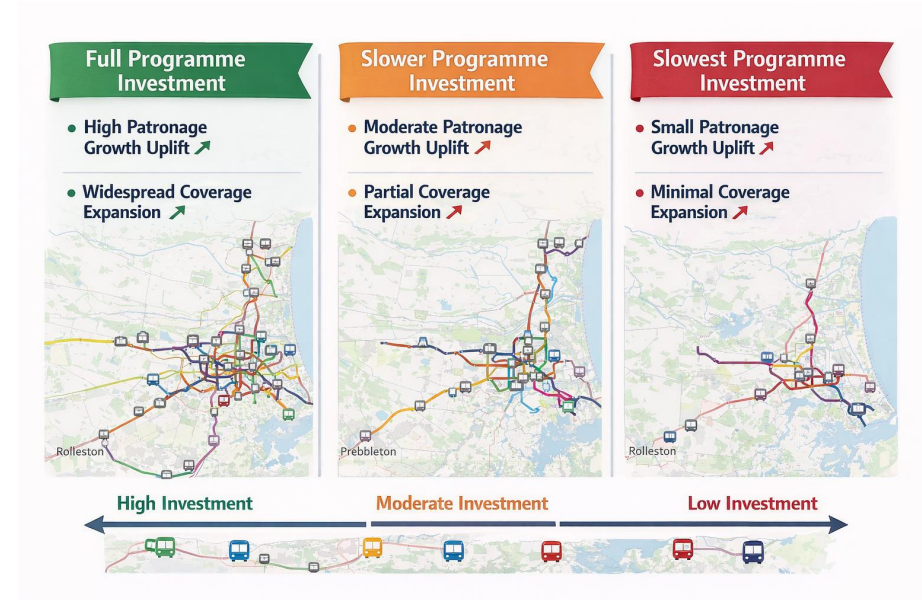 Full Programme
Investment
High Patronage
Growth Uplift
Widespread Coverage
Expansion
Rolleston
Slower Programme
Investment
Moderate Patronage
Growth Uplift
Partial Coverage
Expansion
Prebbleton
Slowest Programme
Investment
Small Patronage
Growth Uplift
Minimal Coverage
Expansion
Rolleston
High Investment
Moderate Investment
Low Investment